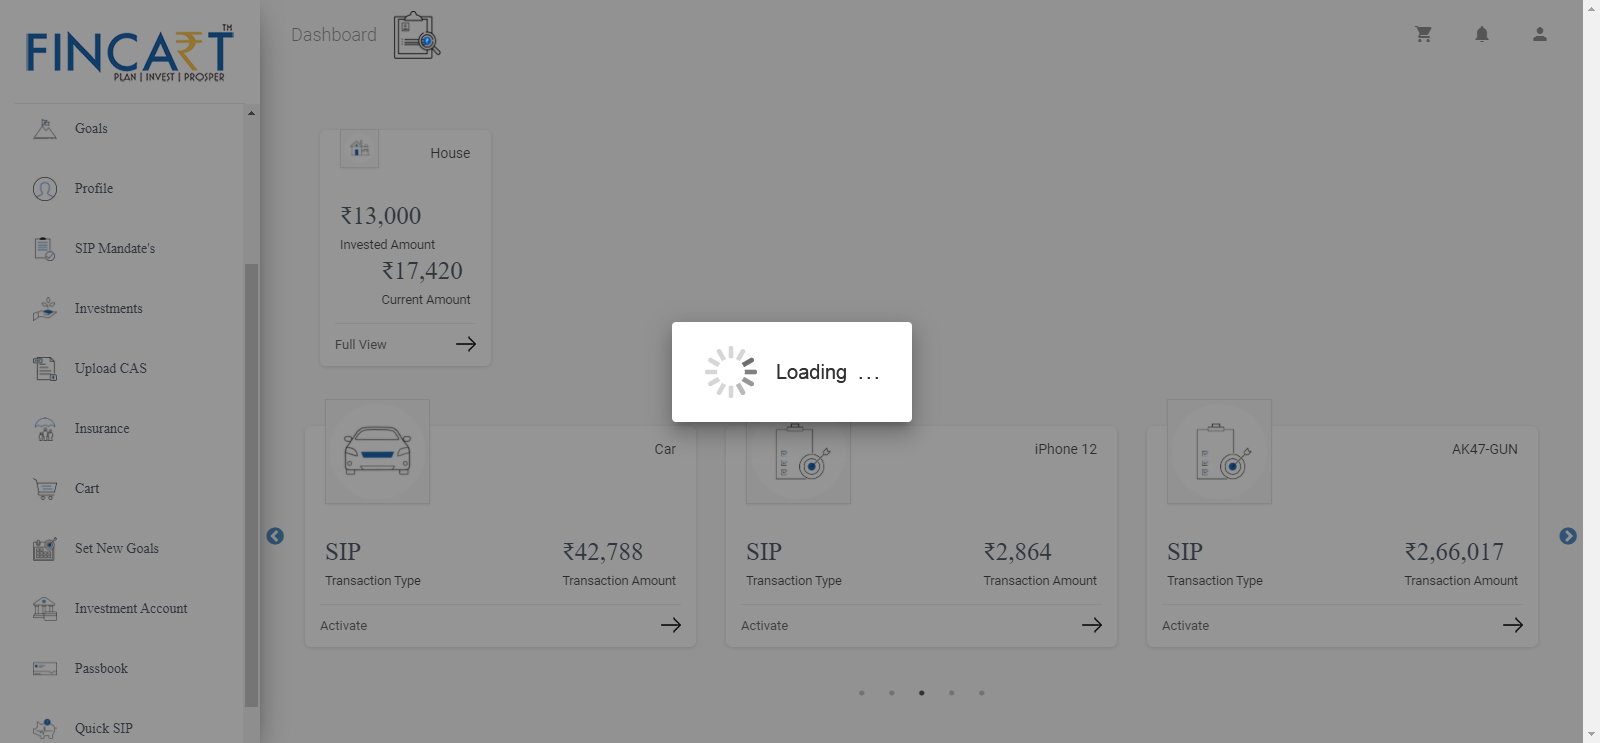 FINCART™
PLAN | INVEST | PROSPER
Dashboard
Goals
Profile
SIP Mandate's
Investments
Upload CAS
Insurance
Cart
Set New Goals
Investment Account
Passbook
Quick SIP
House
₹13,000
Invested Amount
₹17,420
Current Amount
Full View
Loading ...
Car
SIP ₹42,788
Transaction Type Transaction Amount
Activate
iPhone 12
SIP ₹2,864
Transaction Type Transaction Amount
Activate
AK47-GUN
SIP ₹2,66,017
Transaction Type Transaction Amount
Activate